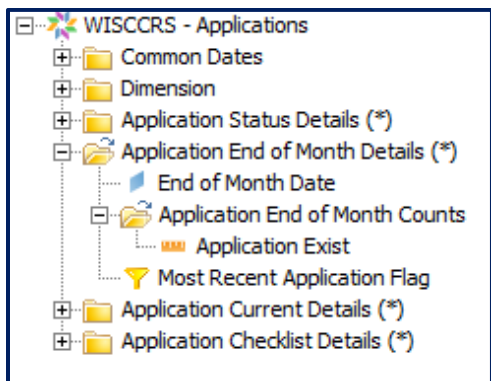 WISCCRS - Applications
Common Dates
Dimension
Application Status Details (*)
Application End of Month Details (*)
End of Month Date
Application End of Month Counts
Application Exist
Most Recent Application Flag
Application Current Details (*)
Application Checklist Details (*)